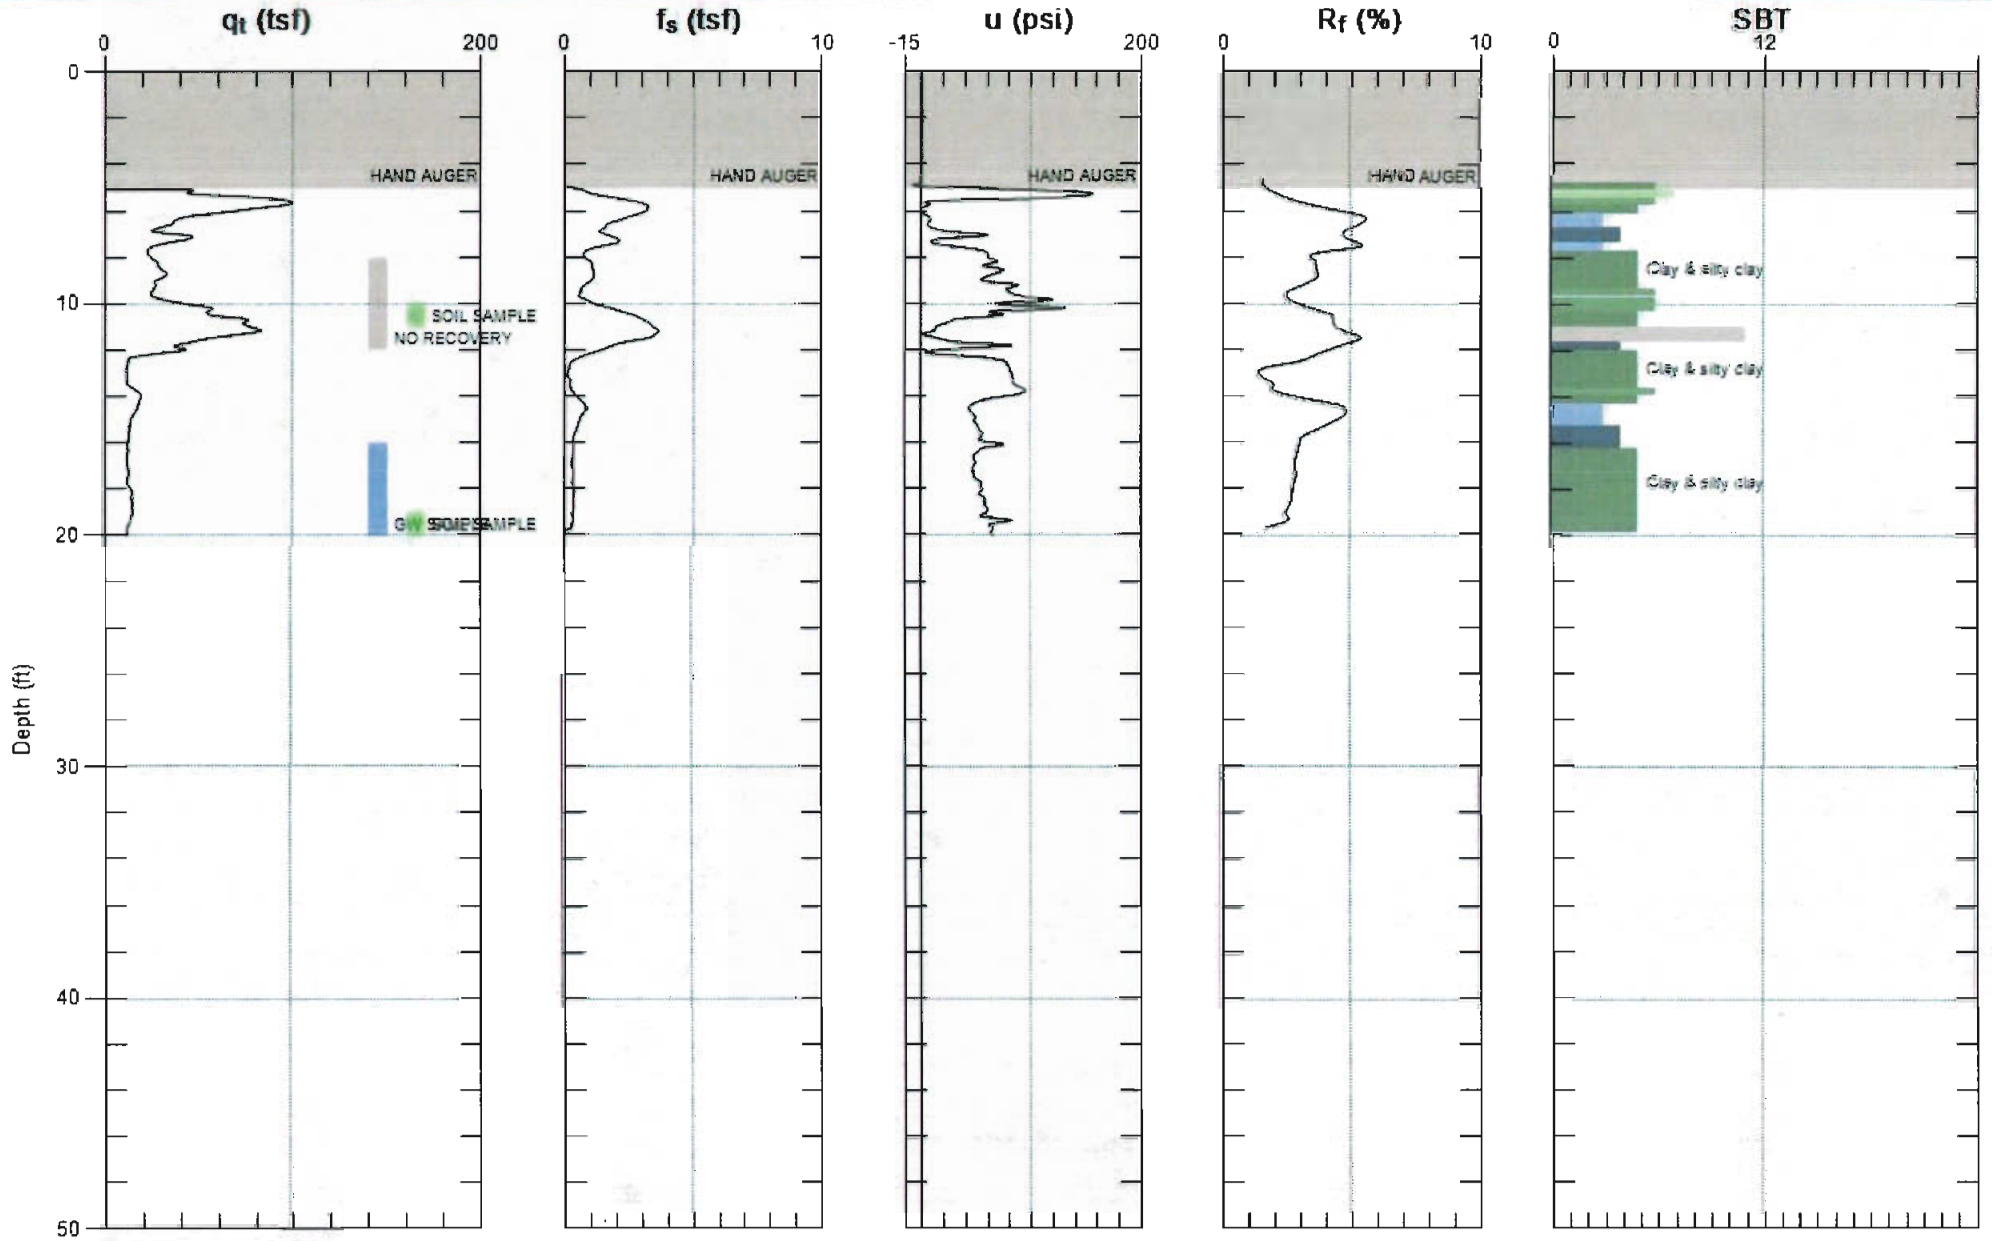 qt (tsf) fs (tsf) u (psi) Rf (%) SBT
0 200 0 10 -15 200 0 10 0 12
0
HAND AUGER HAND AUGER HAND AUGER HAND AUGER
Clay & silty clay
10
SOIL SAMPLE
NO RECOVERY
Clay & silty clay
Clay & silty clay
GW SAMPLE
20
Depth (ft)
30
40
50